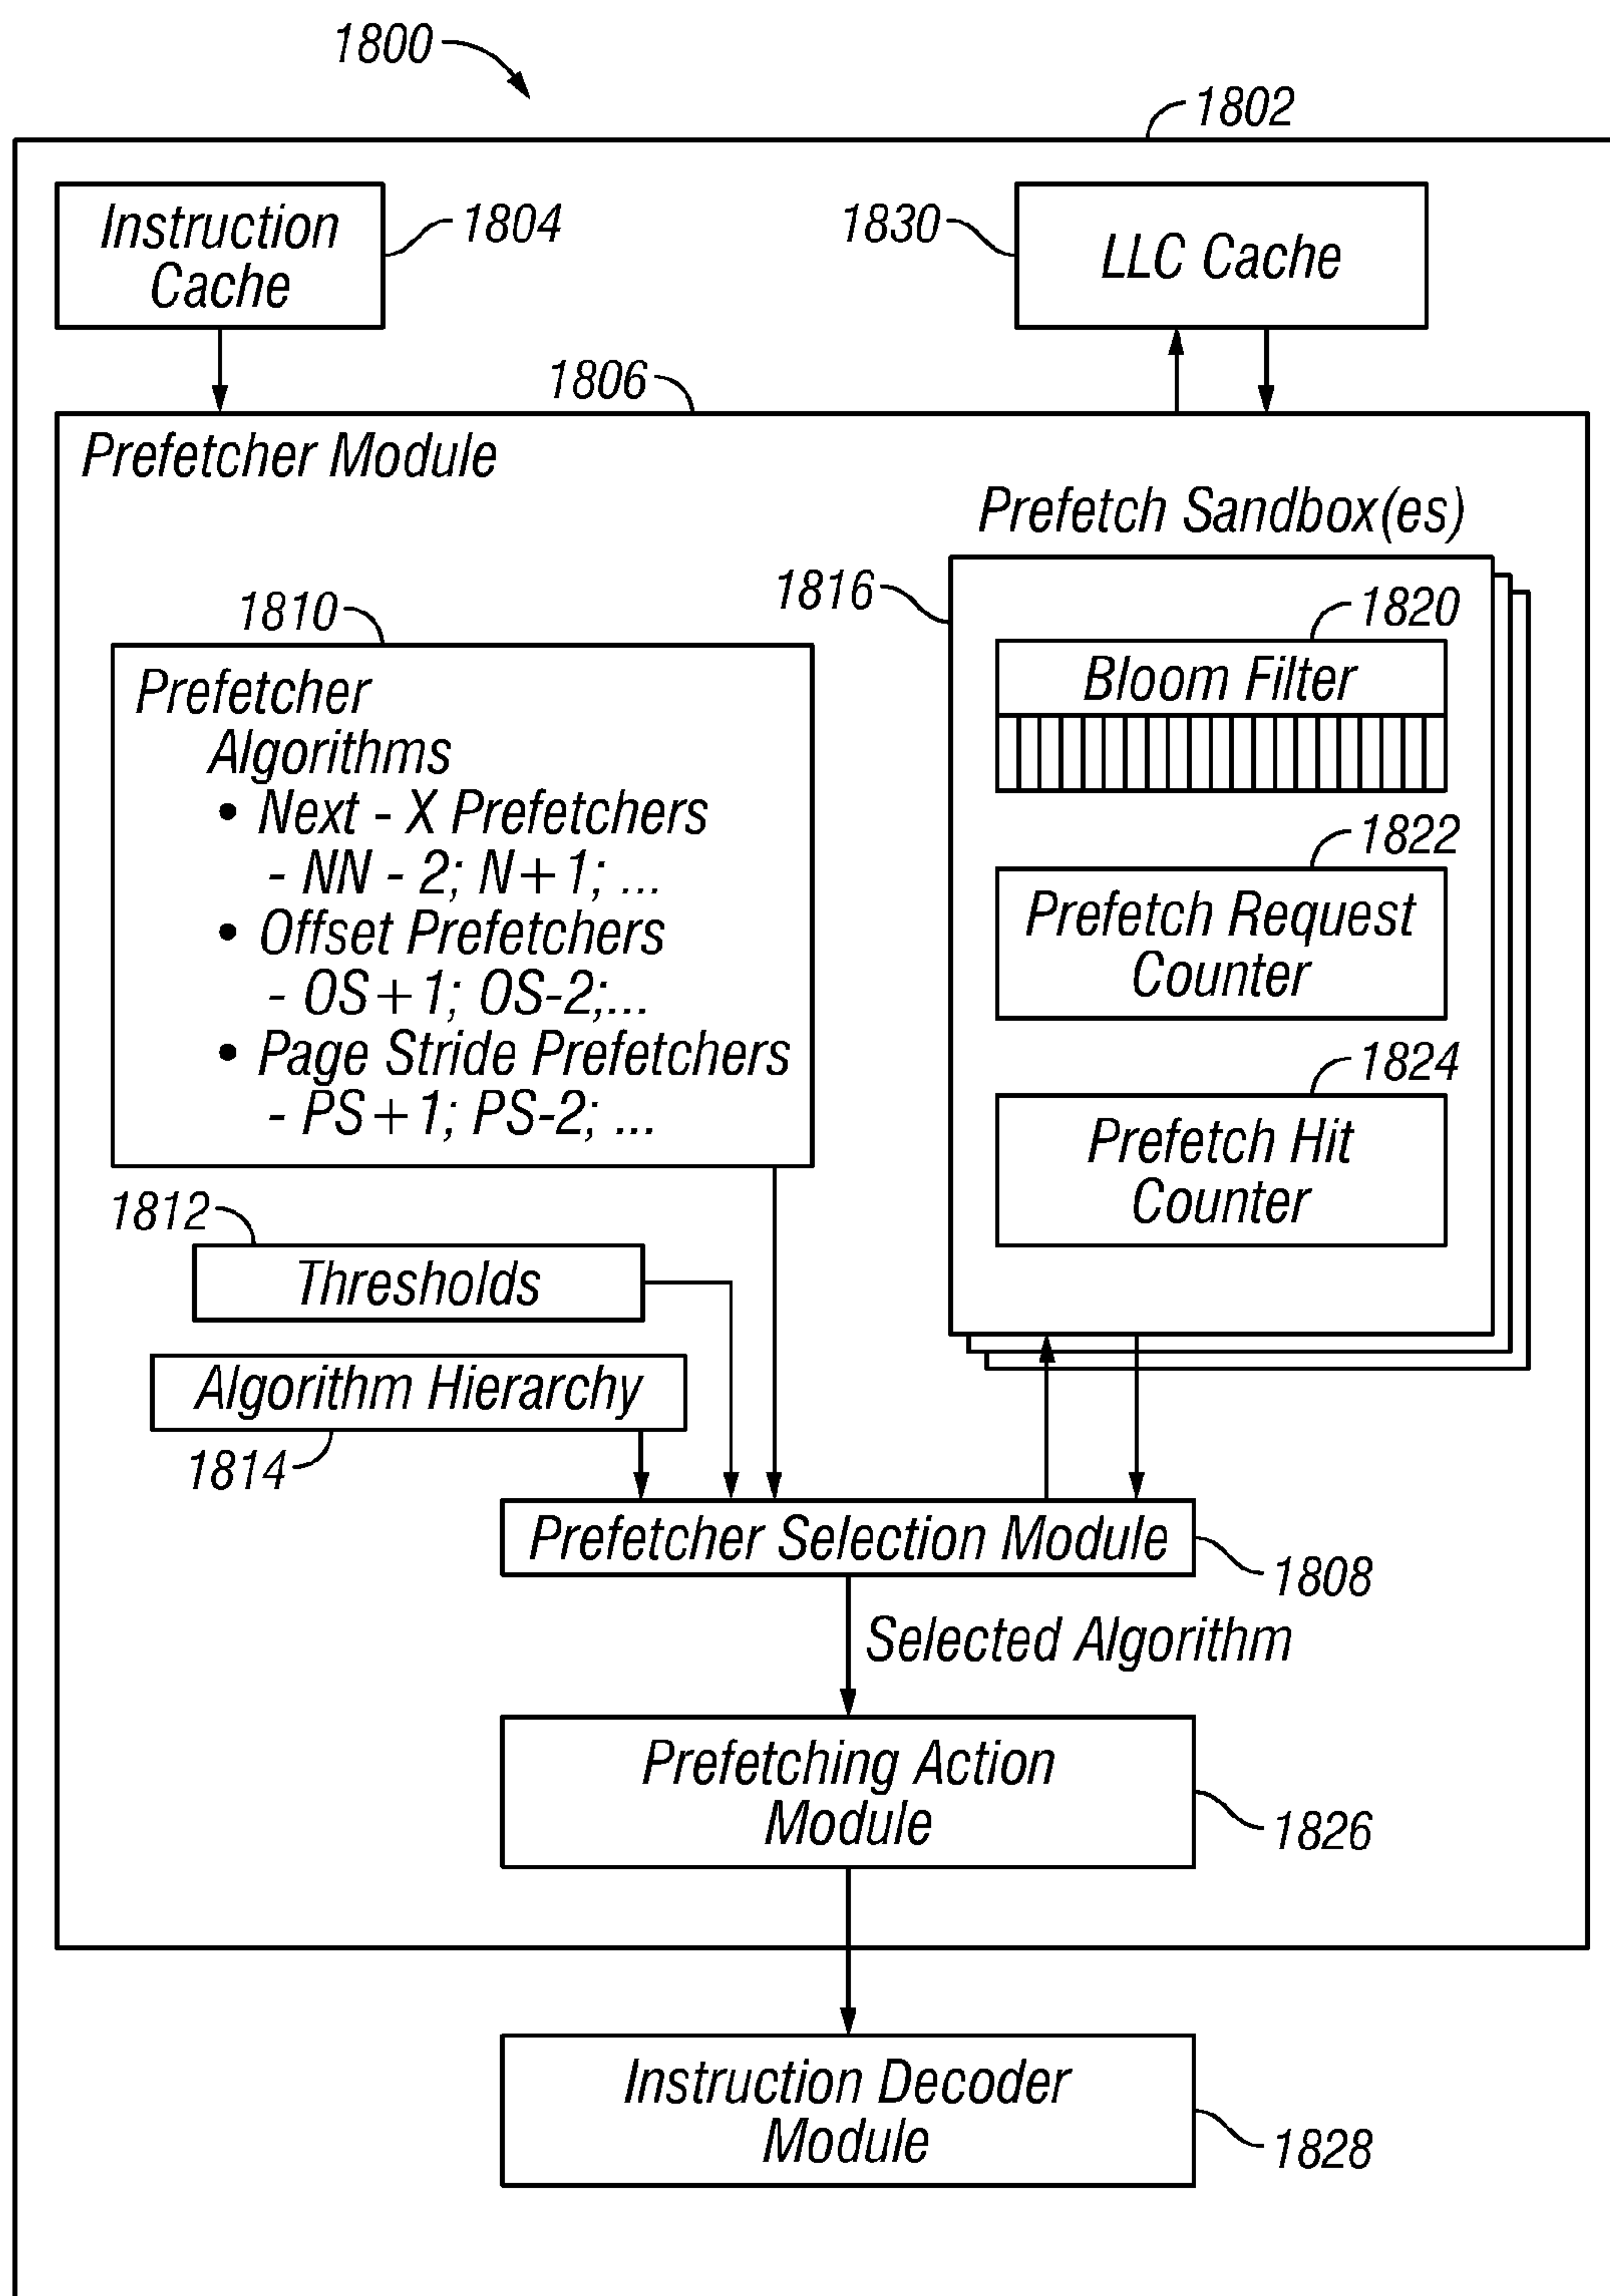 1800
1802
Instruction
Cache
1804
1830
LLC Cache
1806
Prefetcher Module
Prefetch Sandbox(es)
1816
1820
Bloom Filter
1810
Prefetcher
Algorithms
• Next - X Prefetchers
- NN - 2; N+1; ...
• Offset Prefetchers
- OS+1; OS-2;...
• Page Stride Prefetchers
- PS+1; PS-2; ...
1822
Prefetch Request
Counter
1824
Prefetch Hit
Counter
1812
Thresholds
Algorithm Hierarchy
1814
Prefetcher Selection Module
1808
Selected Algorithm
Prefetching Action
Module
1826
Instruction Decoder
Module
1828